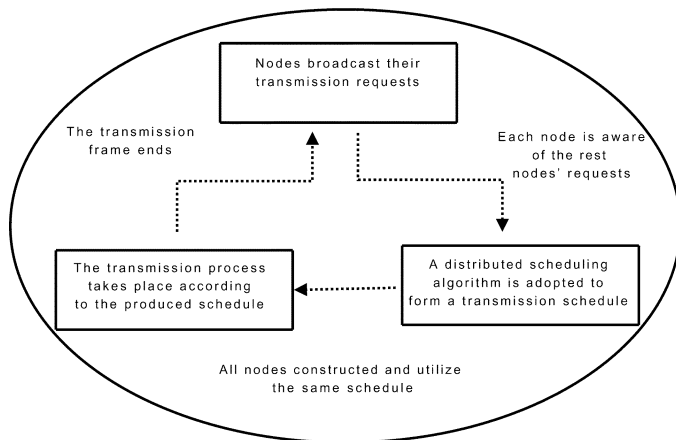 Nodes broadcast their
transmission requests
The transmission
frame ends
Each node is aware
of the rest
nodes' requests
The transmission process
takes place according
to the produced schedule
A distributed scheduling
algorithm is adopted to
form a transmission schedule
All nodes constructed and utilize
the same schedule